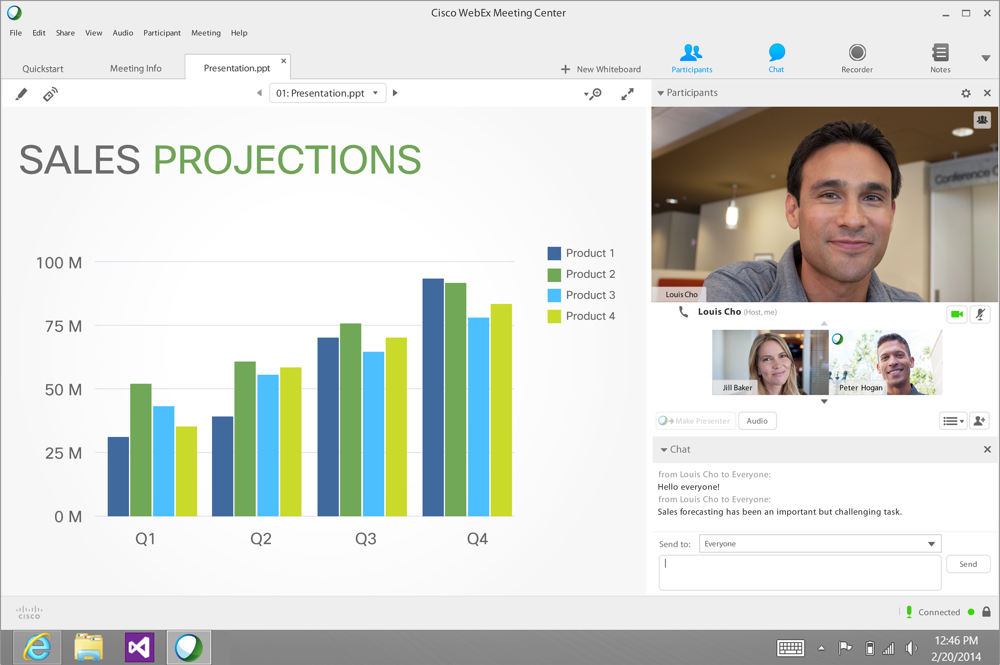 Cisco WebEx Meeting Center
File Edit Share View Audio Participant Meeting Help
Quickstart Meeting Info Presentation.ppt New Whiteboard Participants Chat Recorder Notes
01: Presentation.ppt
SALES PROJECTIONS
100 M
75 M
50 M
25 M
0 M
Q1 Q2 Q3 Q4
Product 1
Product 2
Product 3
Product 4
Participants
Conference C
Louis Cho
Louis Cho (Host, me)
Jill Baker Peter Hogan
Make Presenter Audio
Chat
from Louis Cho to Everyone:
Hello everyone!
from Louis Cho to Everyone:
Sales forecasting has been an important but challenging task.
Send to: Everyone
Send
CISCO
Connected
12:46 PM
2/20/2014